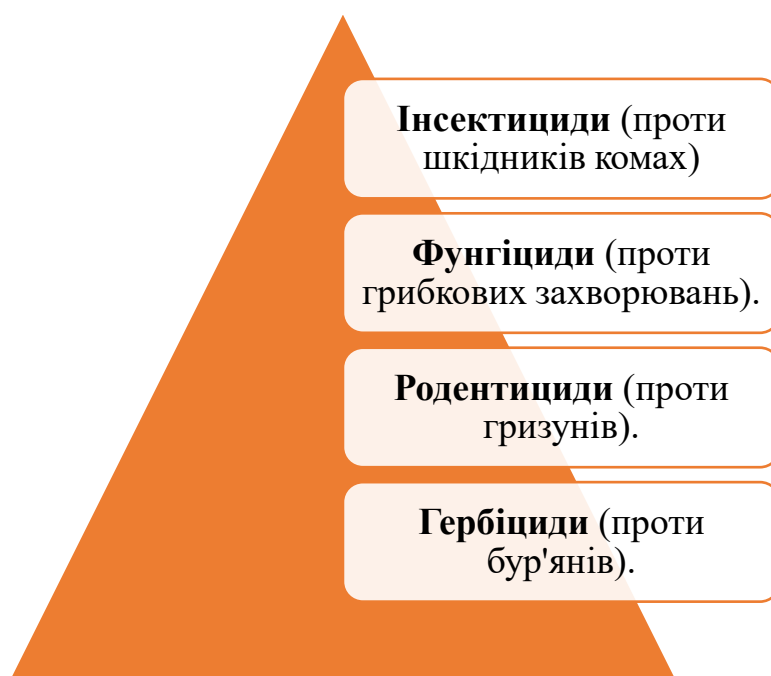 Інсектициди (проти
шкідників комах)
Фунгіциди (проти
грибкових захворювань).
Родентициди (проти
гризунів).
Гербіциди (проти
бур'янів).